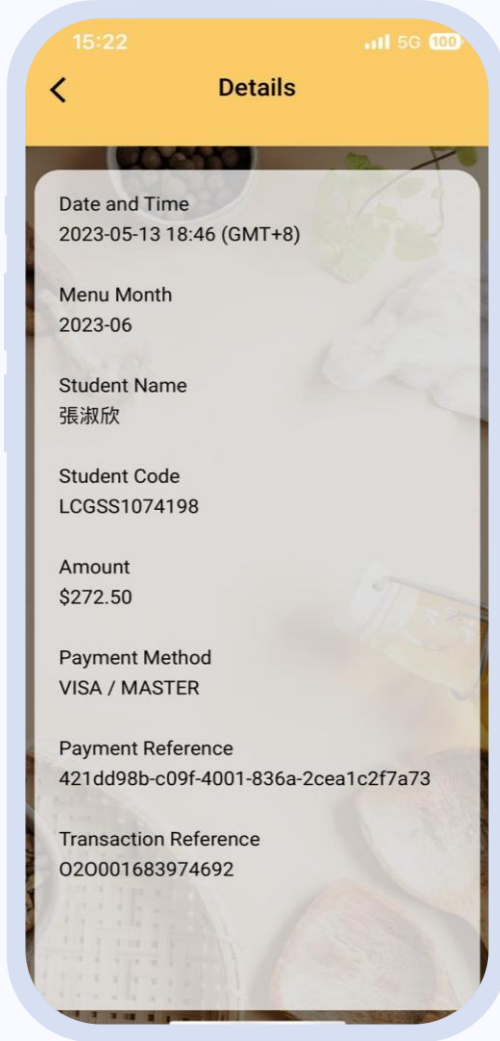 15:22
5G 100
Details
Date and Time
2023-05-13 18:46 (GMT+8)
Menu Month
2023-06
Student Name
張淑欣
Student Code
LCGSS1074198
Amount
$272.50
Payment Method
VISA / MASTER
Payment Reference
421dd98b-c09f-4001-836a-2cea1c2f7a73
Transaction Reference
O2O001683974692